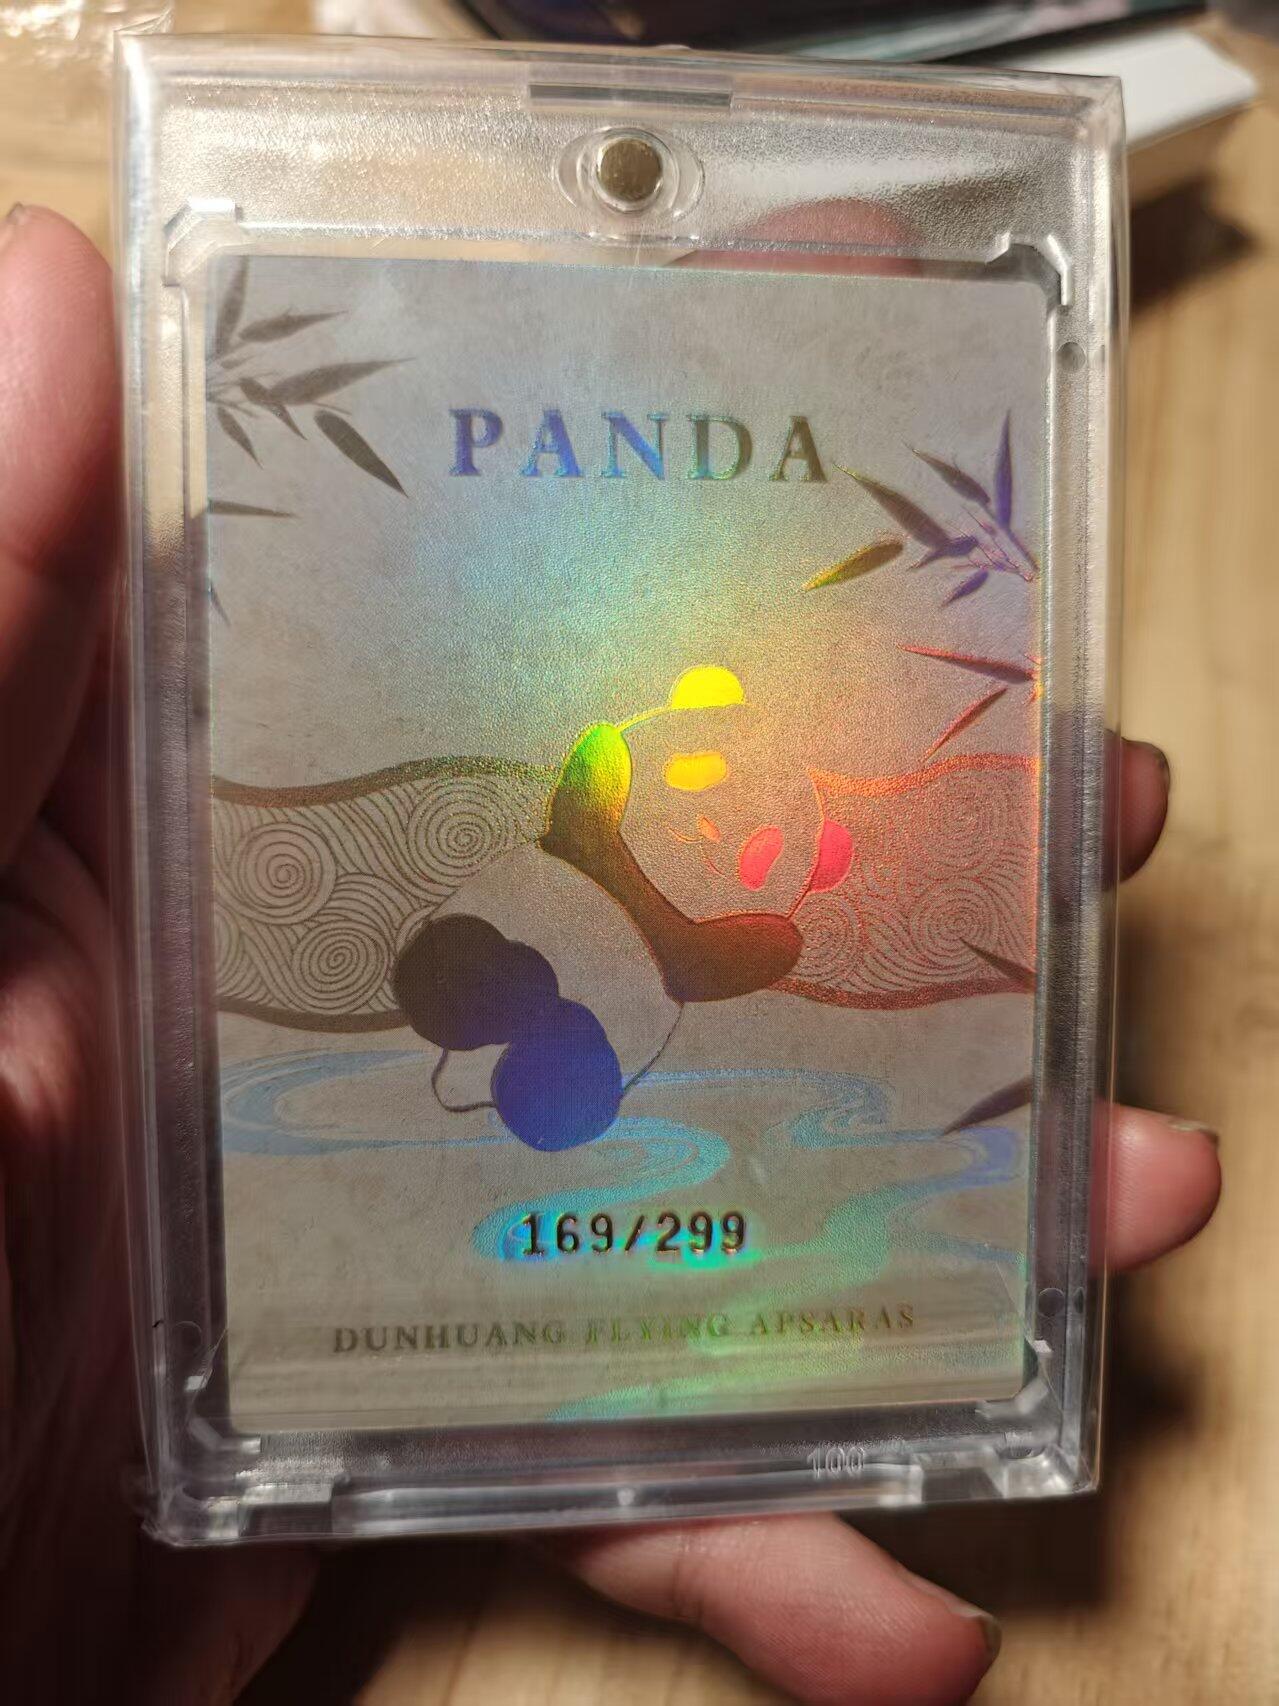 PANDA
169/299
DUNHUANG FLYING APSARAS
100